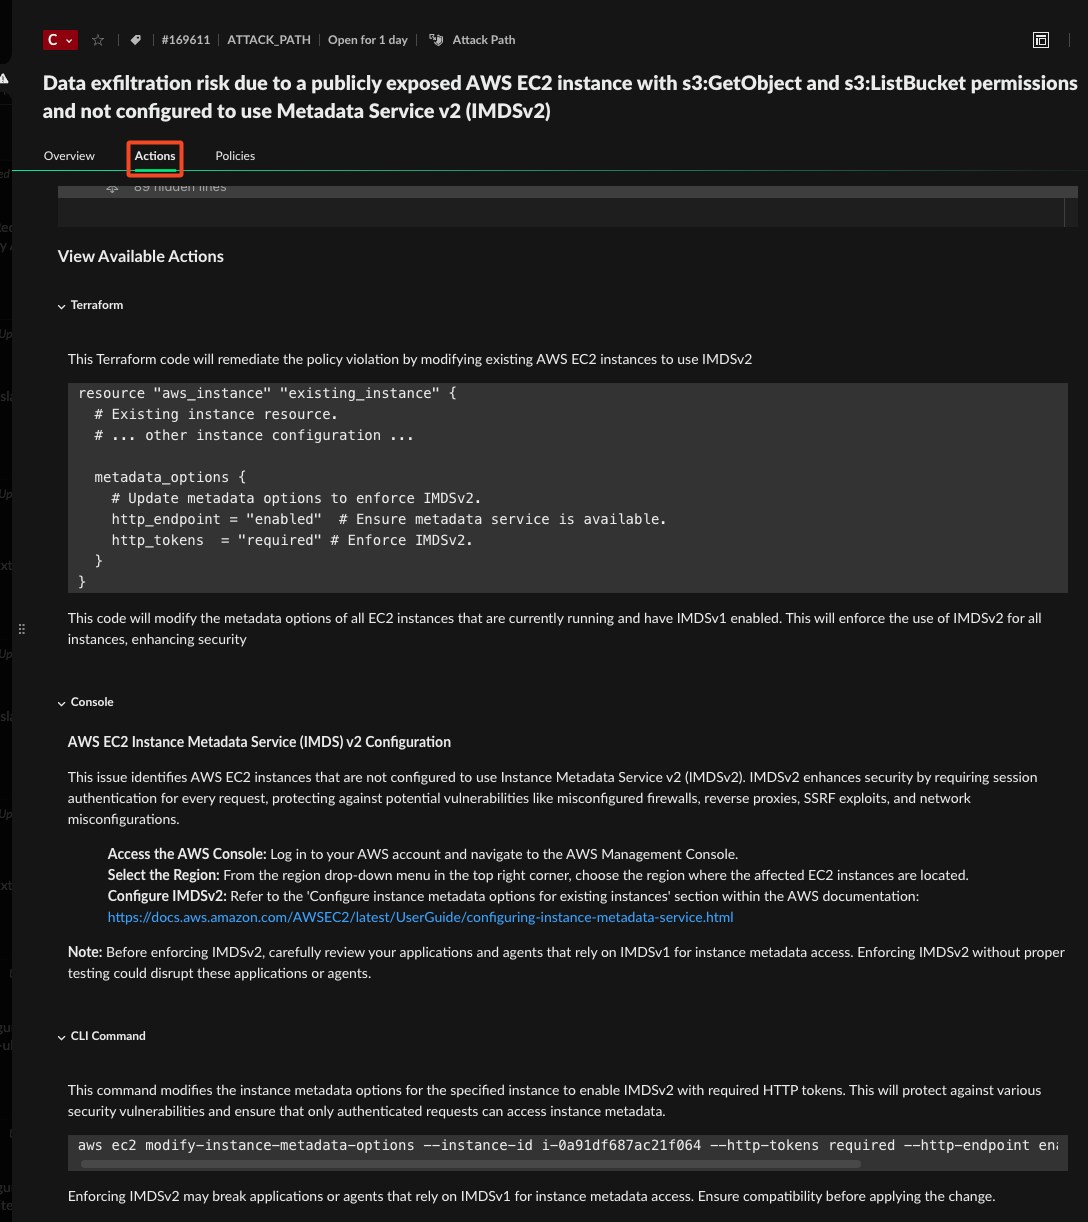 C
#169611 ATTACK_PATH Open for 1 day Attack Path
Data exfiltration risk due to a publicly exposed AWS EC2 instance with s3:GetObject and s3:ListBucket permissions
and not configured to use Metadata Service v2 (IMDSv2)
Overview Actions Policies
89 hidden lines
View Available Actions
Terraform
This Terraform code will remediate the policy violation by modifying existing AWS EC2 instances to use IMDSv2
resource "aws_instance" "existing_instance" {
# Existing instance resource.
# ... other instance configuration ...
metadata_options {
# Update metadata options to enforce IMDSv2.
http_endpoint = "enabled"  # Ensure metadata service is available.
http_tokens  = "required" # Enforce IMDSv2.
}
}
This code will modify the metadata options of all EC2 instances that are currently running and have IMDSv1 enabled. This will enforce the use of IMDSv2 for all
instances, enhancing security
Console
AWS EC2 Instance Metadata Service (IMDS) v2 Configuration
This issue identifies AWS EC2 instances that are not configured to use Instance Metadata Service v2 (IMDSv2). IMDSv2 enhances security by requiring session
authentication for every request, protecting against potential vulnerabilities like misconfigured firewalls, reverse proxies, SSRF exploits, and network
misconfigurations.
Access the AWS Console: Log in to your AWS account and navigate to the AWS Management Console.
Select the Region: From the region drop-down menu in the top right corner, choose the region where the affected EC2 instances are located.
Configure IMDSv2: Refer to the 'Configure instance metadata options for existing instances' section within the AWS documentation:
https://docs.aws.amazon.com/AWSEC2/latest/UserGuide/configuring-instance-metadata-service.html
Note: Before enforcing IMDSv2, carefully review your applications and agents that rely on IMDSv1 for instance metadata access. Enforcing IMDSv2 without proper
testing could disrupt these applications or agents.
CLI Command
This command modifies the instance metadata options for the specified instance to enable IMDSv2 with required HTTP tokens. This will protect against various
security vulnerabilities and ensure that only authenticated requests can access instance metadata.
aws ec2 modify-instance-metadata-options --instance-id i-0a91df687ac21f064 --http-tokens required --http-endpoint ena
Enforcing IMDSv2 may break applications or agents that rely on IMDSv1 for instance metadata access. Ensure compatibility before applying the change.